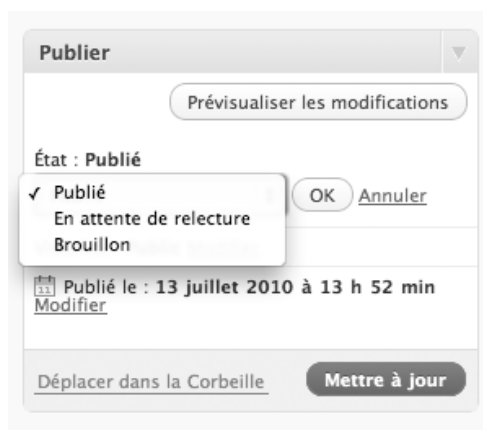 Publier
Prévisualiser les modifications
État : Publié
✓ Publié
OK Annuler
En attente de relecture
Brouillon
Publié le : 13 juillet 2010 à 13 h 52 min
Modifier
Déplacer dans la Corbeille
Mettre à jour